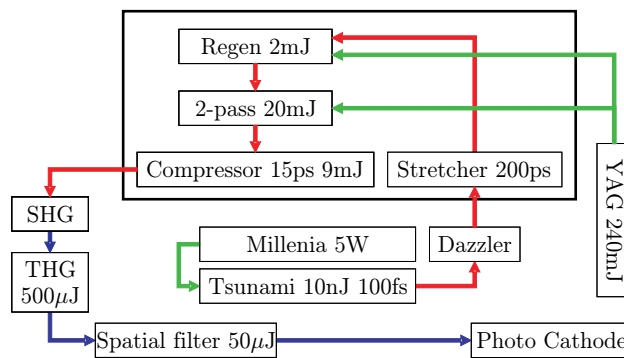 Regen 2mJ
2-pass 20mJ
Compressor 15ps 9mJ
Stretcher 200ps
YAG 240mJ
SHG
Millenia 5W
Dazzler
THG
500μJ
Tsunami 10nJ 100fs
Spatial filter 50μJ
Photo Cathode